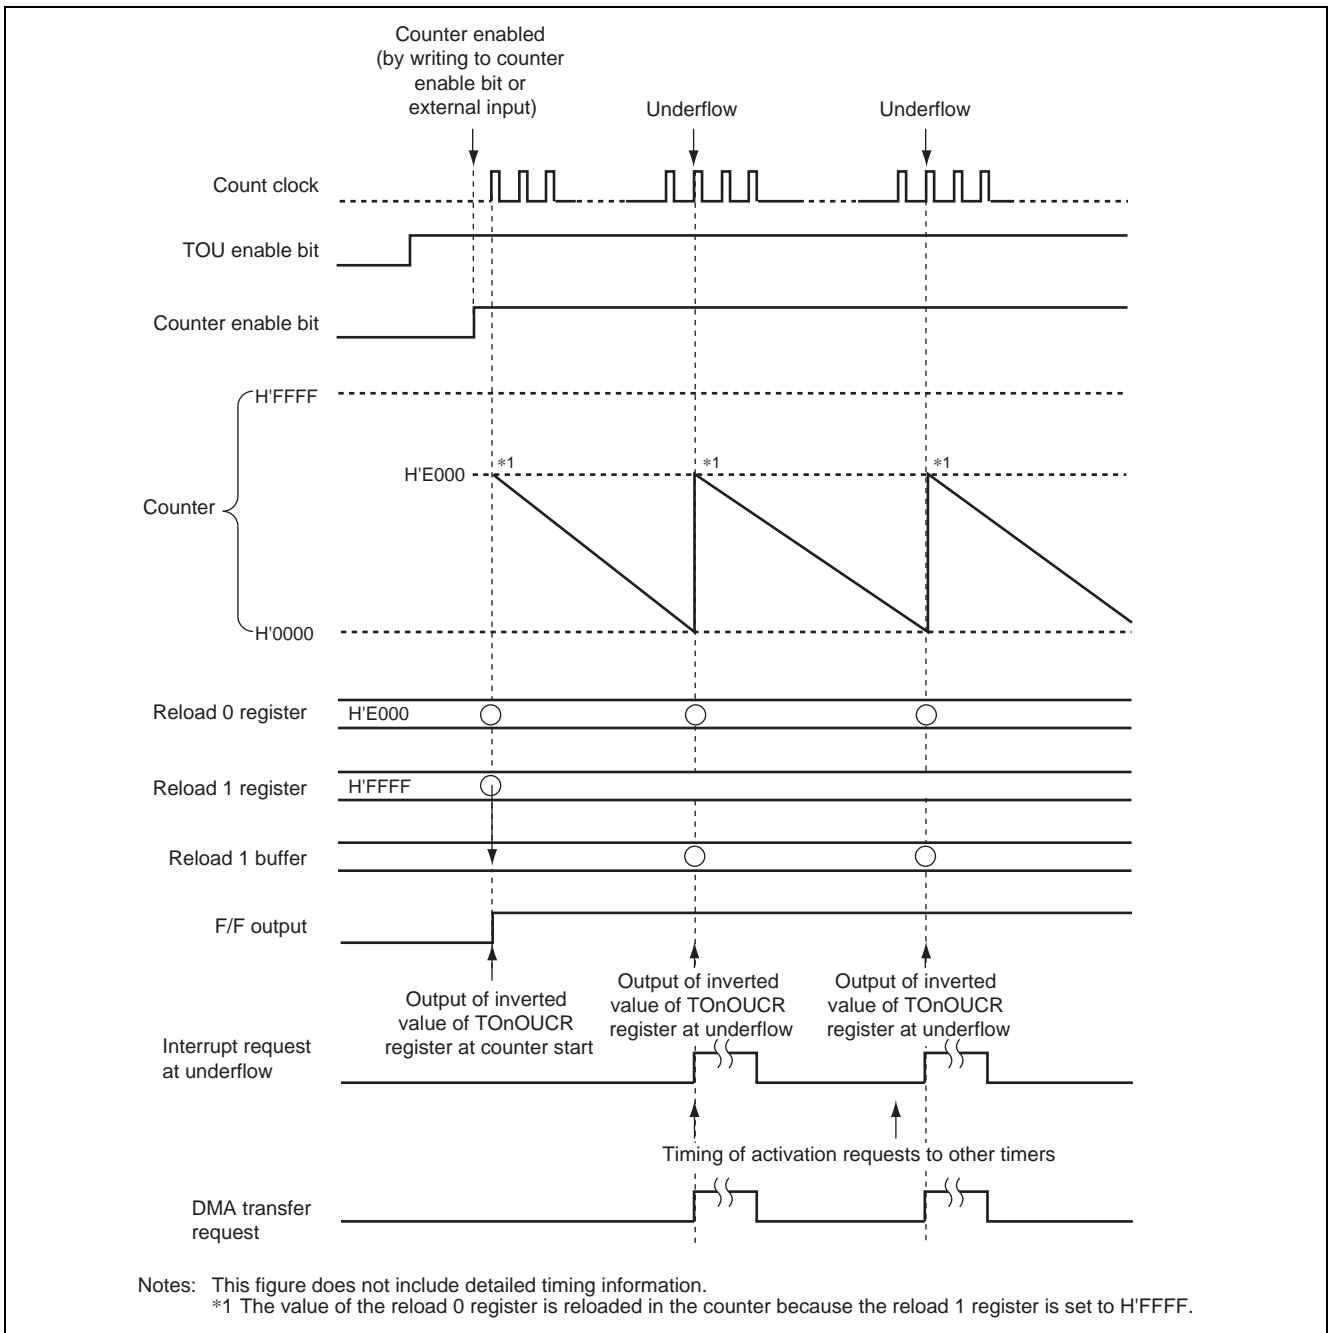 Counter enabled
(by writing to counter
enable bit or
external input)
Underflow
Underflow
Count clock
TOU enable bit
Counter enable bit
H'FFFF
*1
*1
*1
H'E000
Counter
H'0000
Reload 0 register
H'E000
Reload 1 register
H'FFFF
Reload 1 buffer
F/F output
Output of inverted
value of TOnOUCR
register at counter start
Output of inverted
value of TOnOUCR
register at underflow
Output of inverted
value of TOnOUCR
register at underflow
Interrupt request
at underflow
Timing of activation requests to other timers
DMA transfer
request
Notes: This figure does not include detailed timing information.
*1 The value of the reload 0 register is reloaded in the counter because the reload 1 register is set to H'FFFF.